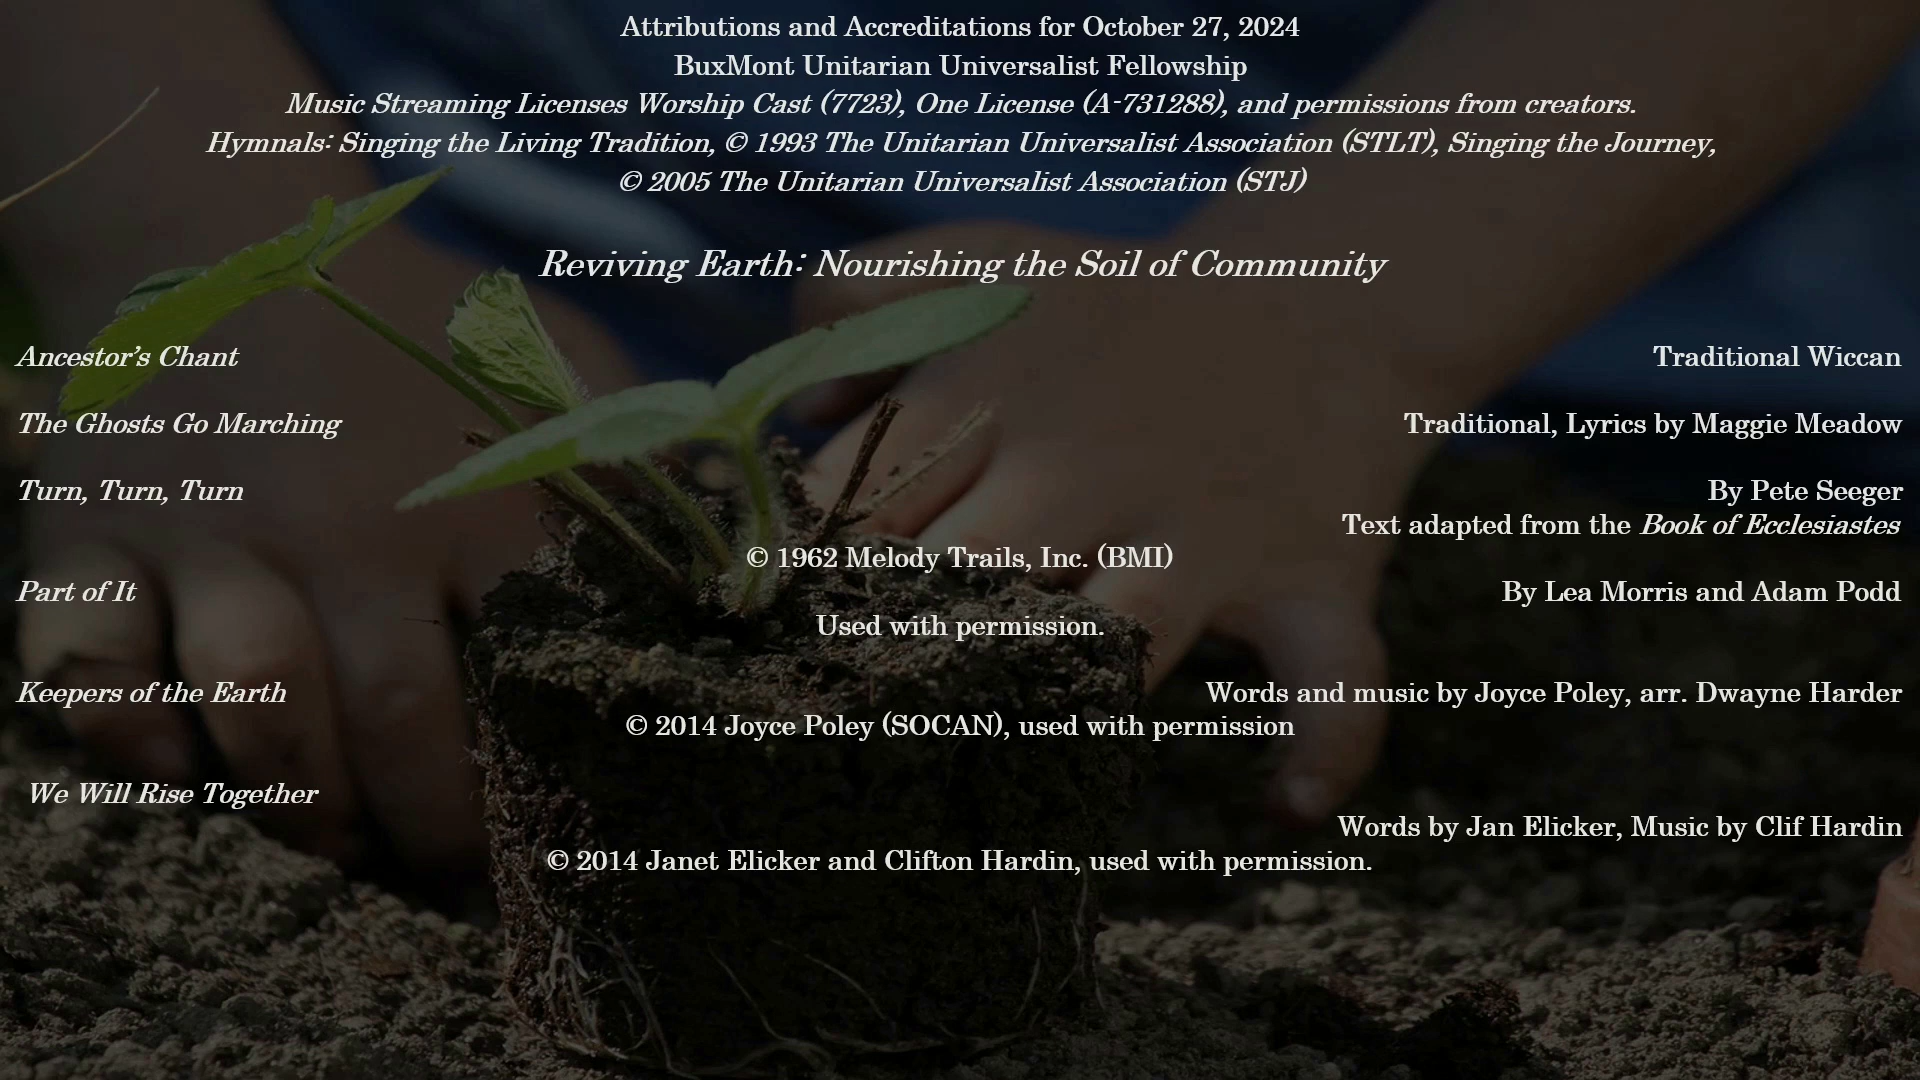 Attributions and Accreditations for October 27, 2024
BuxMont Unitarian Universalist Fellowship
Music Streaming Licenses Worship Cast (7723), One License (A-731288), and permissions from creators.
Hymnals: Singing the Living Tradition, © 1993 The Unitarian Universalist Association (STLT), Singing the Journey,
© 2005 The Unitarian Universalist Association (STJ)
Reviving Earth: Nourishing the Soil of Community
Ancestor's Chant Traditional Wiccan
The Ghosts Go Marching Traditional, Lyrics by Maggie Meadow
Turn, Turn, Turn By Pete Seeger
Text adapted from the Book of Ecclesiastes
© 1962 Melody Trails, Inc. (BMI)
Part of It By Lea Morris and Adam Podd
Used with permission.
Keepers of the Earth Words and music by Joyce Poley, arr. Dwayne Harder
© 2014 Joyce Poley (SOCAN), used with permission
We Will Rise Together
Words by Jan Elicker, Music by Clif Hardin
© 2014 Janet Elicker and Clifton Hardin, used with permission.